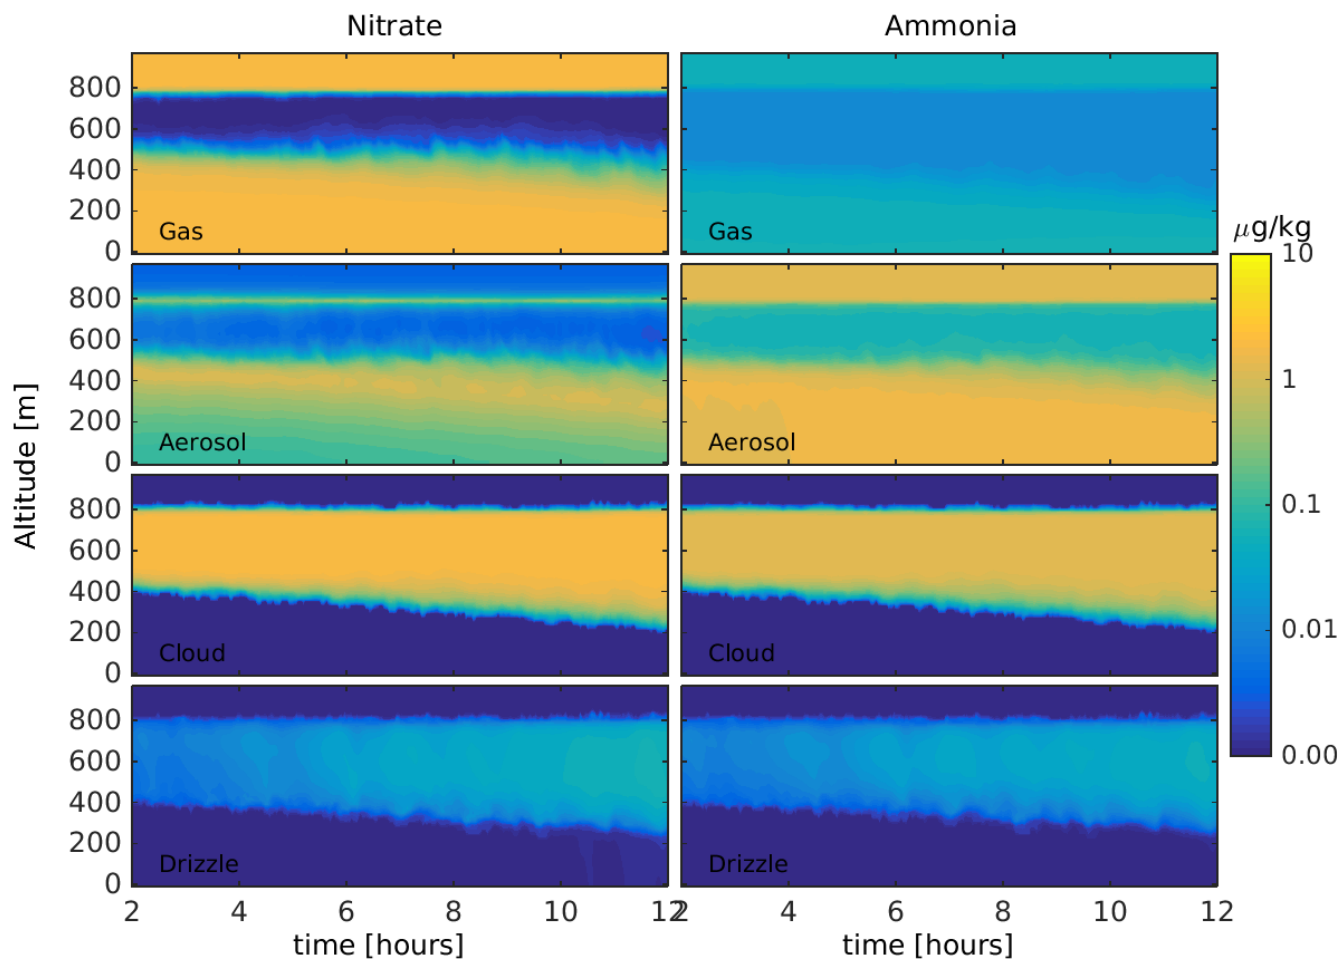 Nitrate Ammonia
800
600
400
200
0
Gas Gas
μg/kg
10
1
0.1
0.01
0.00
800
600
400
200
0
Aerosol Aerosol
Altitude [m]
800
600
400
200
0
Cloud Cloud
800
600
400
200
0
Drizzle Drizzle
2 4 6 8 10 12 2 4 6 8 10 12
time [hours] time [hours]